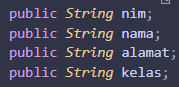 public String nim;
public String nama;
public String alamat;
public String kelas;